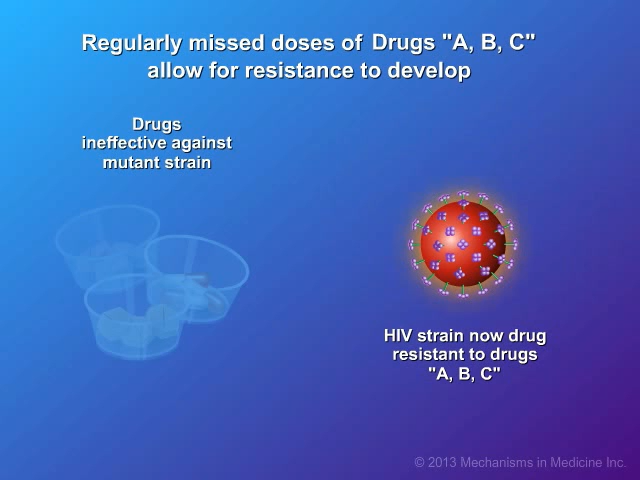 Regularly missed doses of Drugs "A, B, C"
allow for resistance to develop
Drugs
ineffective against
mutant strain
HIV strain now drug
resistant to drugs
"A, B, C"
© 2013 Mechanisms in Medicine Inc.